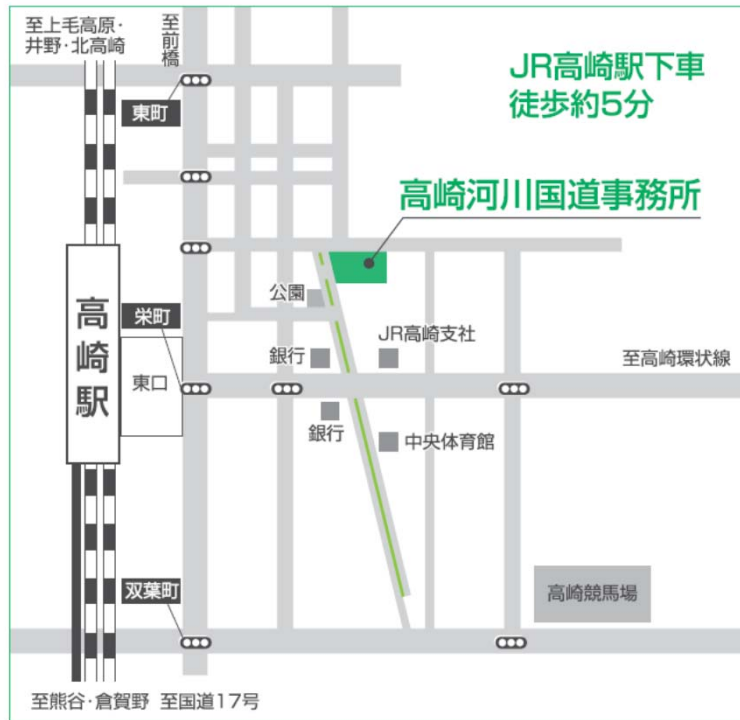 至上毛高原・
井野・北高崎
至前橋
JR高崎駅下車
徒歩約5分
東町
高崎河川国道事務所
公園
栄町
高崎駅
東口
銀行
JR高崎支社
至高崎環状線
銀行
中央体育館
双葉町
高崎競馬場
至熊谷・倉賀野 至国道17号